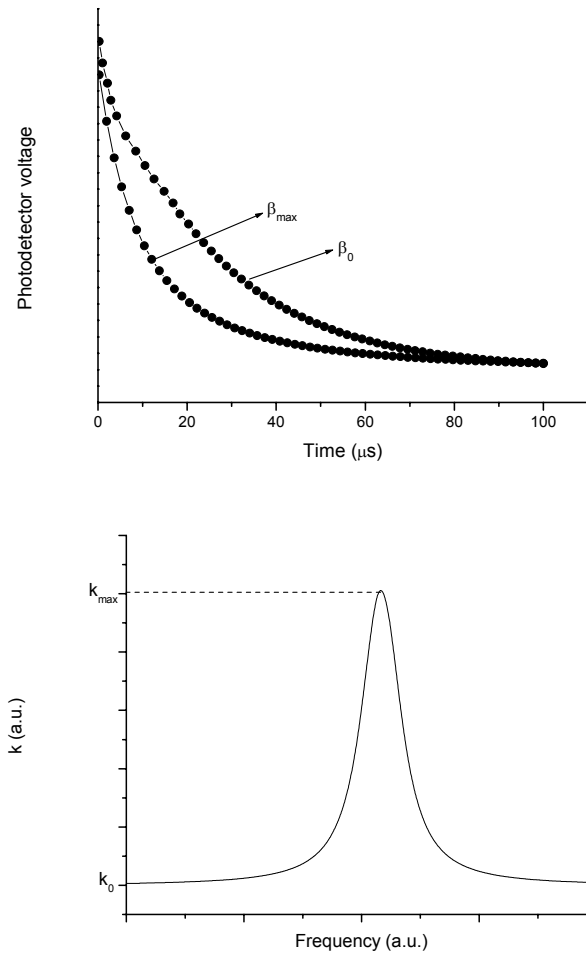 Photodetector voltage
β_max
β_0
0 20 40 60 80 100
Time (μs)
k (a.u.)
k_max
k_0
Frequency (a.u.)